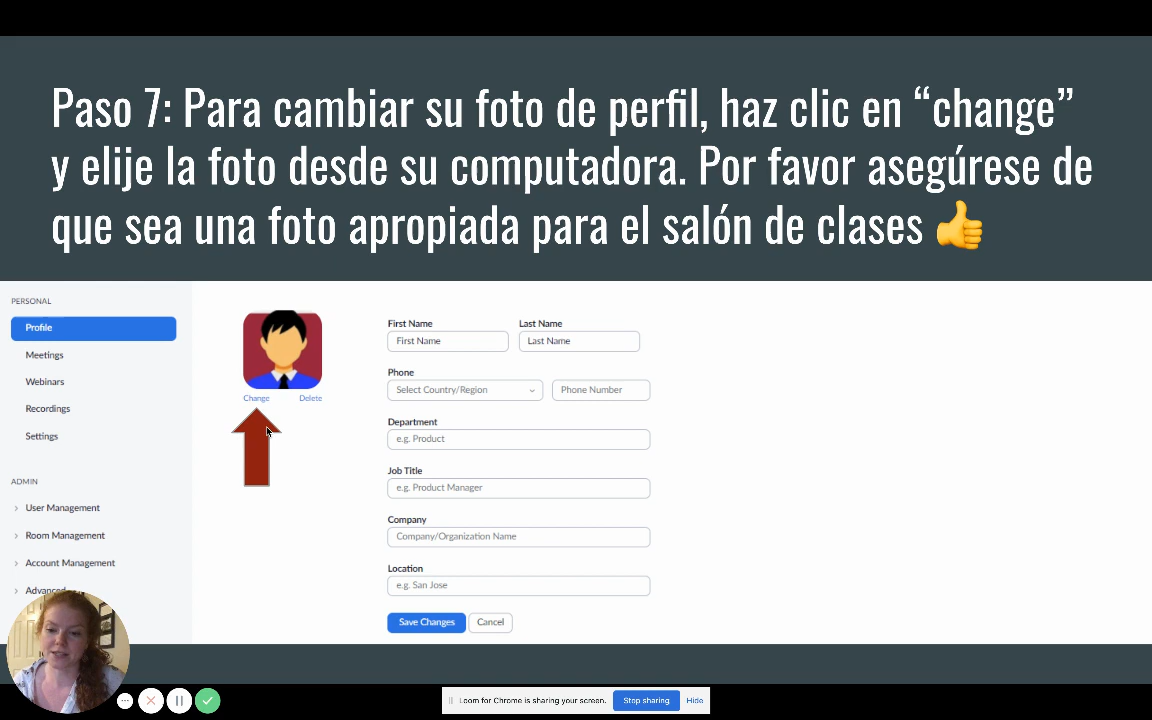 Paso 7: Para cambiar su foto de perfil, haz clic en “change”
y elije la foto desde su computadora. Por favor asegúrese de
que sea una foto apropiada para el salón de clases 👍
PERSONAL
Profile
Meetings
Webinars
Recordings
Settings
ADMIN
User Management
Room Management
Account Management
Advanced
Change Delete
First Name Last Name
First Name Last Name
Phone
Select Country/Region Phone Number
Department
e.g. Product
Job Title
e.g. Product Manager
Company
Company/Organization Name
Location
e.g. San Jose
Save Changes Cancel
Loom for Chrome is sharing your screen. Stop sharing Hide